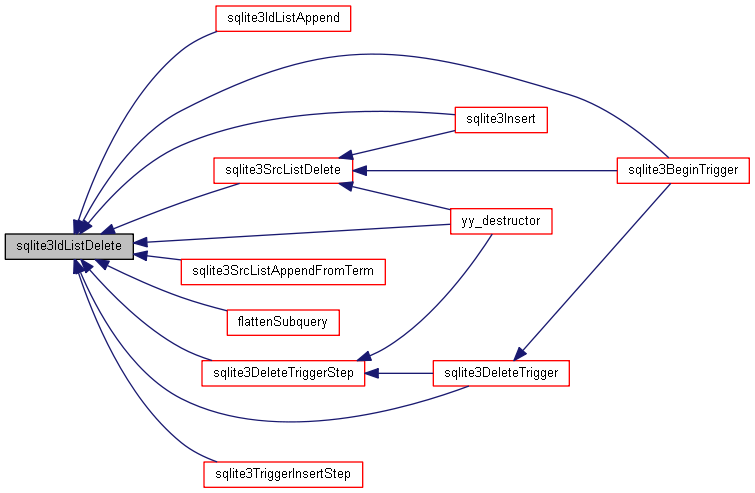 sqlite3IdListAppend
sqlite3Insert
sqlite3SrcListDelete
sqlite3BeginTrigger
yy_destructor
sqlite3IdListDelete
sqlite3SrcListAppendFromTerm
flattenSubquery
sqlite3DeleteTriggerStep
sqlite3DeleteTrigger
sqlite3TriggerInsertStep